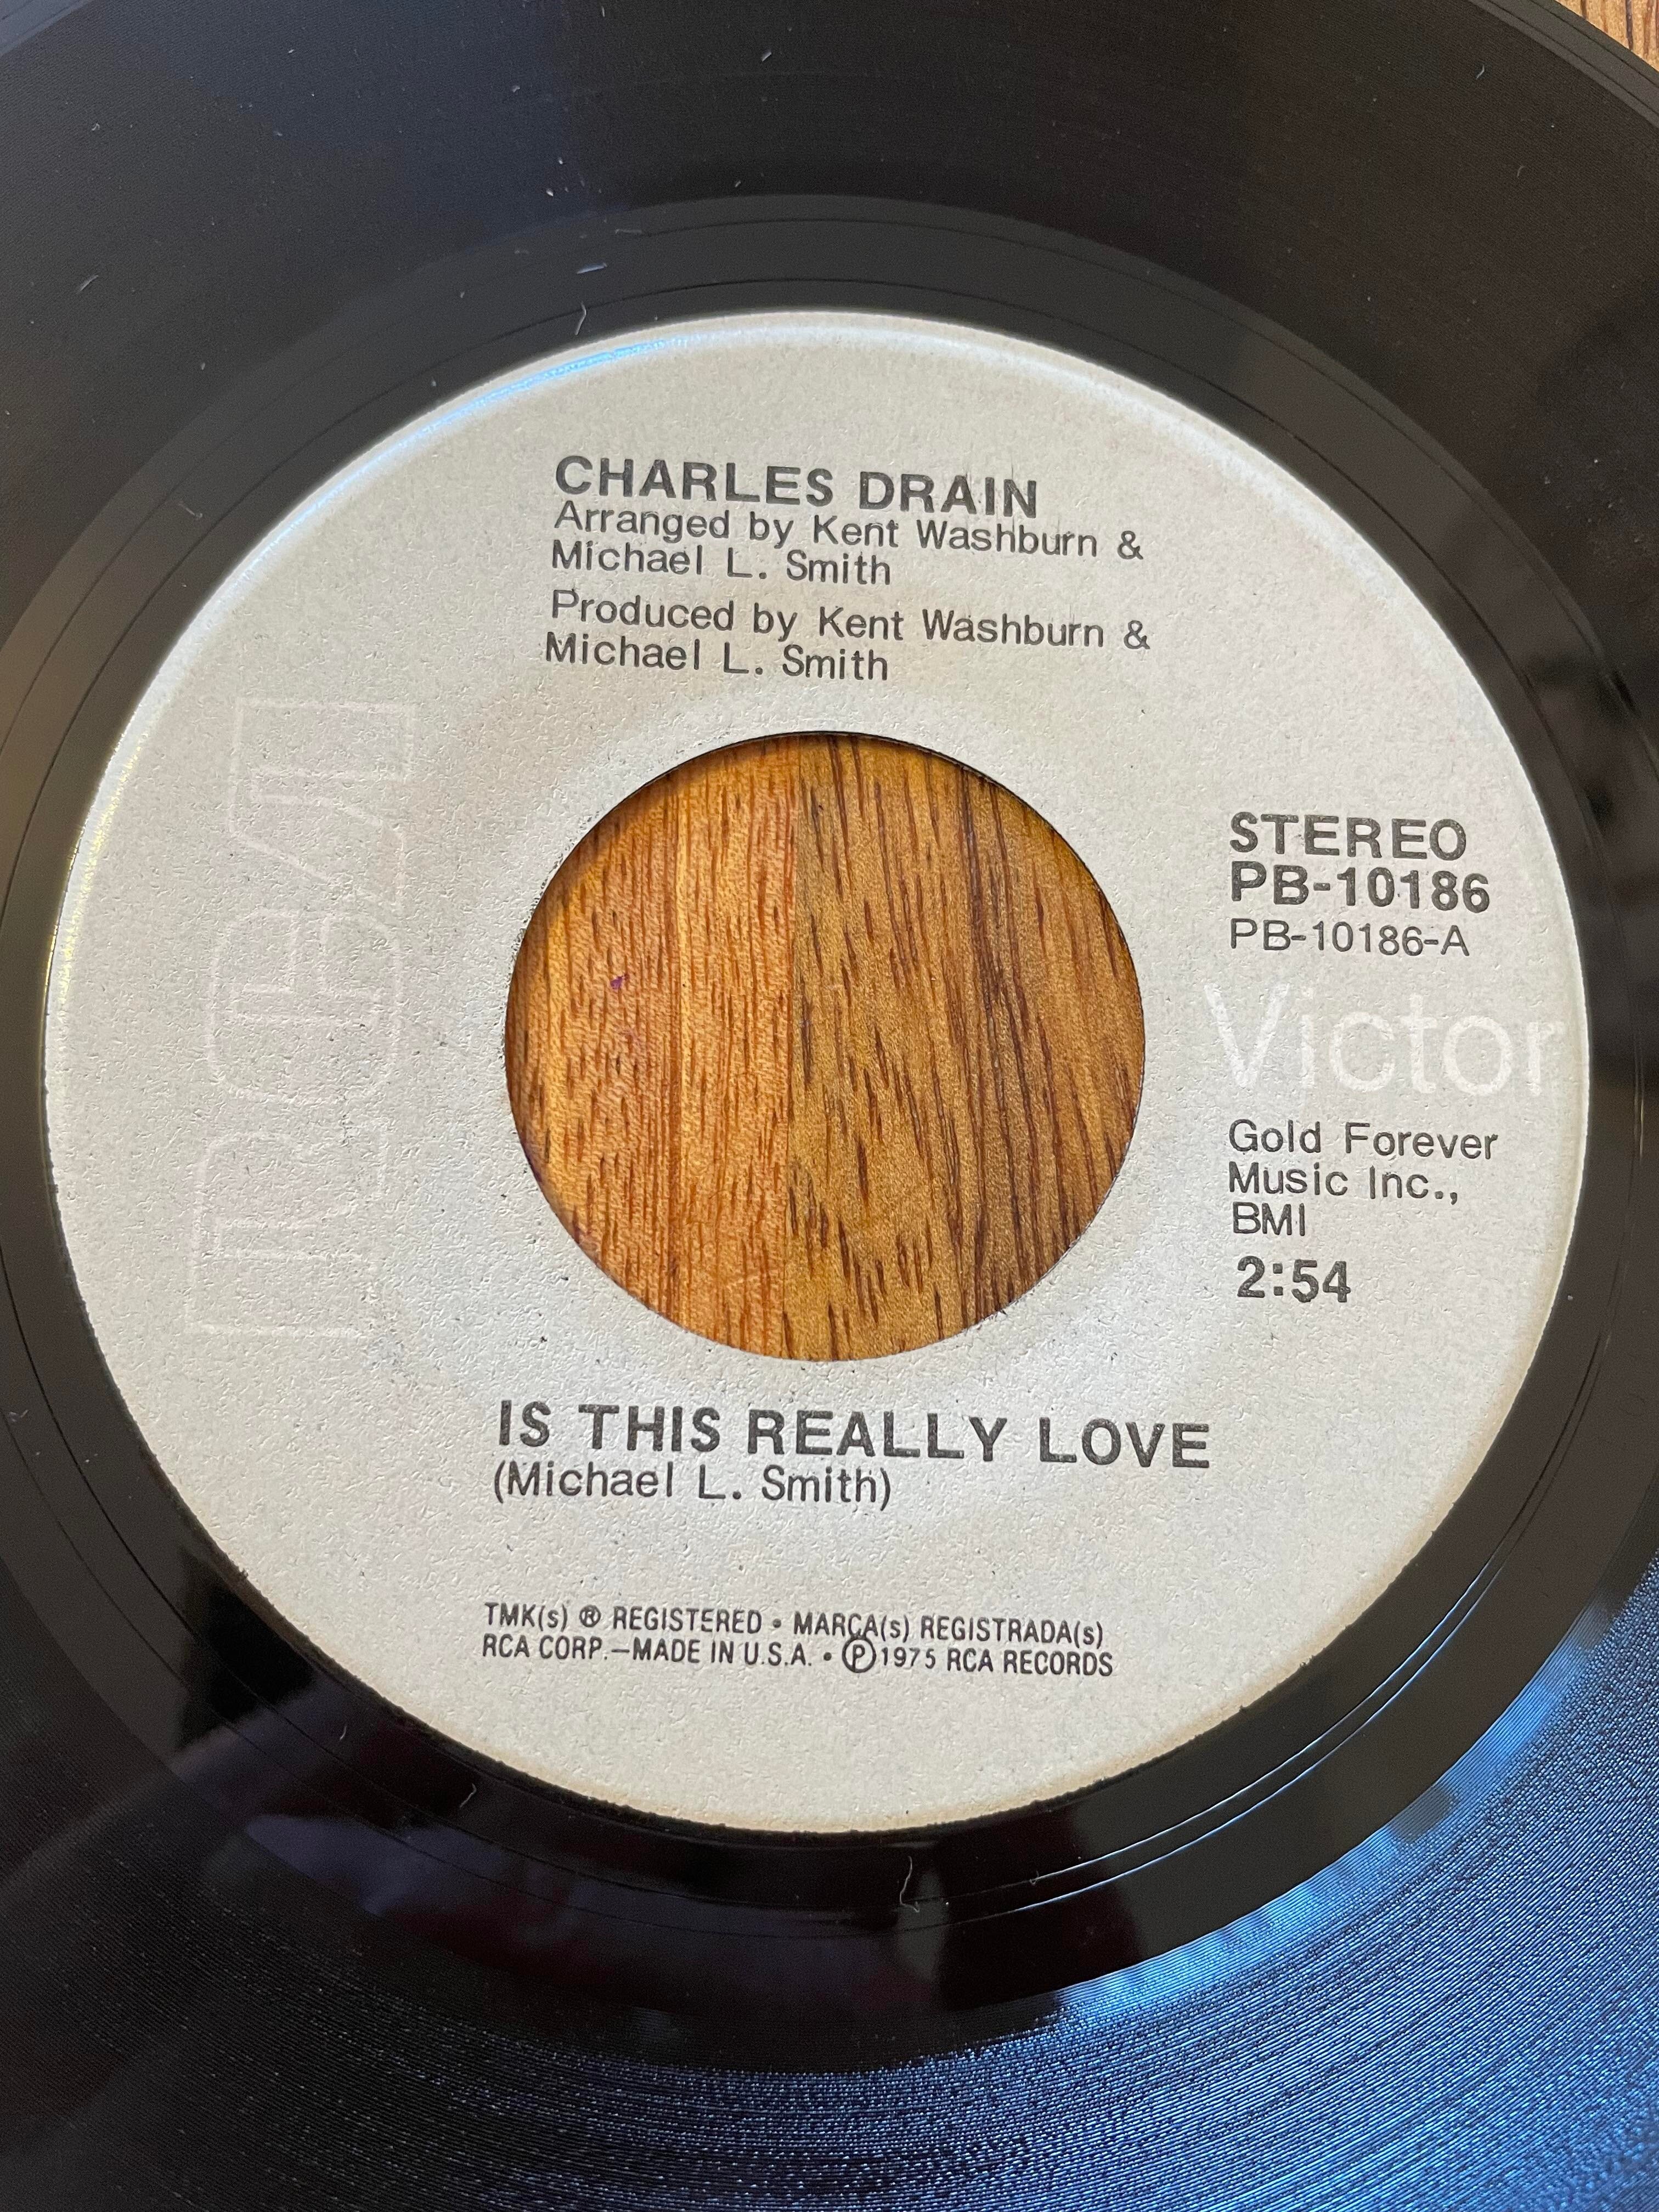 CHARLES DRAIN
Arranged by Kent Washburn &
Michael L. Smith
Produced by Kent Washburn &
Michael L. Smith
RCA
STEREO
PB-10186
PB-10186-A
Victor
Gold Forever
Music Inc.,
BMI
2:54
IS THIS REALLY LOVE
(Michael L. Smith)
TMK(s) ® REGISTERED • MARCA(s) REGISTRADA(s)
RCA CORP.—MADE IN U.S.A. • Ⓟ1975 RCA RECORDS